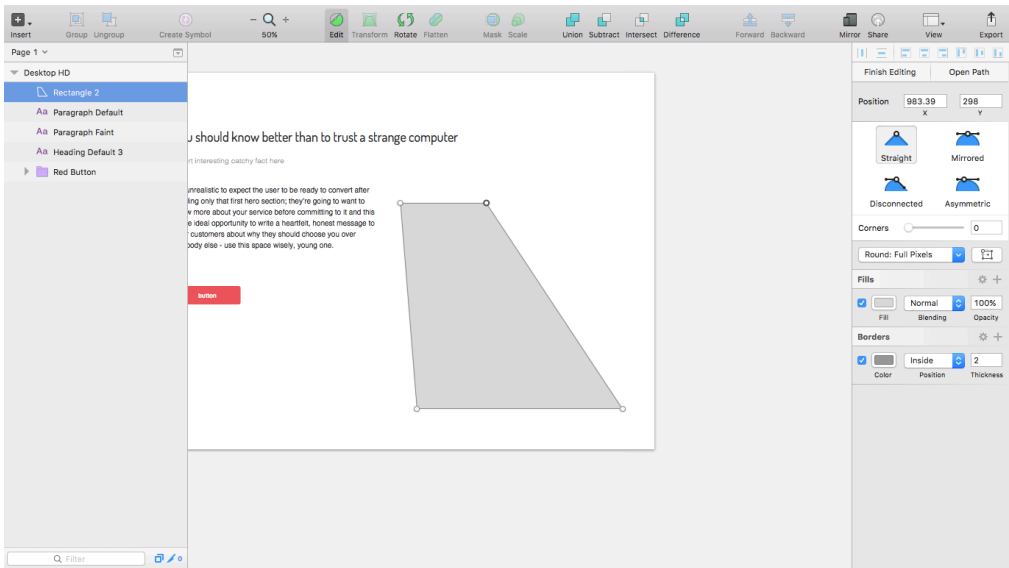 Insert Group Ungroup Create Symbol 50% Edit Transform Rotate Flatten Mask Scale Union Subtract Intersect Difference Forward Backward Mirror Share View Export
Page 1
Desktop HD
Rectangle 2
Aa Paragraph Default
Aa Paragraph Faint
Aa Heading Default 3
Red Button
Filter
0
u should know better than to trust a strange computer
rt interesting catchy fact here
unrealistic to expect the user to be ready to convert after
ing only that first hero section; they're going to want to
w more about your service before committing to it and this
e ideal opportunity to write a heartfelt, honest message to
r customers about why they should choose you over
body else - use this space wisely, young one.
button
Finish Editing Open Path
Position 983.39 298
X Y
Straight Mirrored
Disconnected Asymmetric
Corners 0
Round: Full Pixels
Fills
Normal 100%
Fill Blending Opacity
Borders
Inside 2
Color Position Thickness